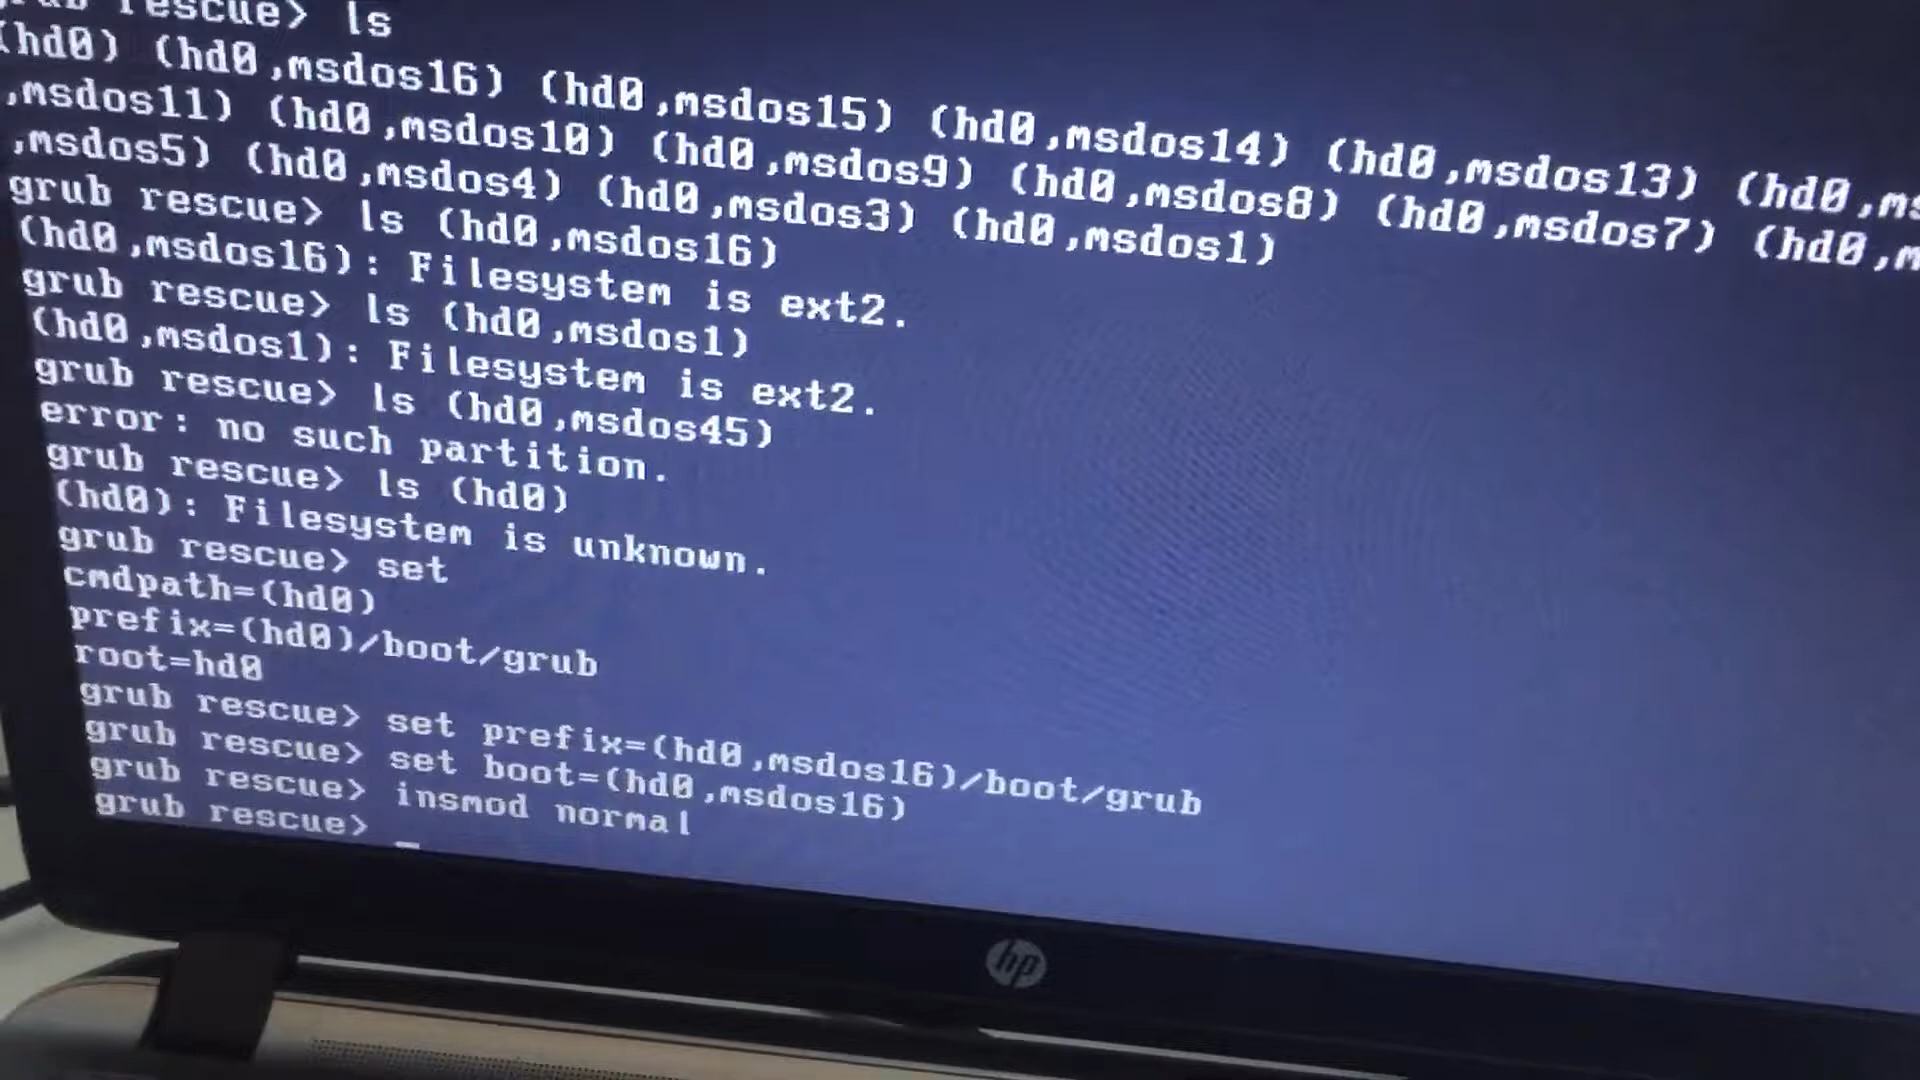 grub rescue> ls
(hd0) (hd0,msdos16) (hd0,msdos15) (hd0,msdos14) (hd0,msdos13) (hd0,ms
,msdos11) (hd0,msdos10) (hd0,msdos9) (hd0,msdos8) (hd0,msdos7) (hd0,m
,msdos5) (hd0,msdos4) (hd0,msdos3) (hd0,msdos1)
grub rescue> ls (hd0,msdos16)
(hd0,msdos16): Filesystem is ext2.
grub rescue> ls (hd0,msdos1)
(hd0,msdos1): Filesystem is ext2.
grub rescue> ls (hd0,msdos45)
error: no such partition.
grub rescue> ls (hd0)
(hd0): Filesystem is unknown.
grub rescue> set
cmdpath=(hd0)
prefix=(hd0)/boot/grub
root=hd0
grub rescue> set prefix=(hd0,msdos16)/boot/grub
grub rescue> set boot=(hd0,msdos16)
grub rescue> insmod normal
grub rescue> _
hp